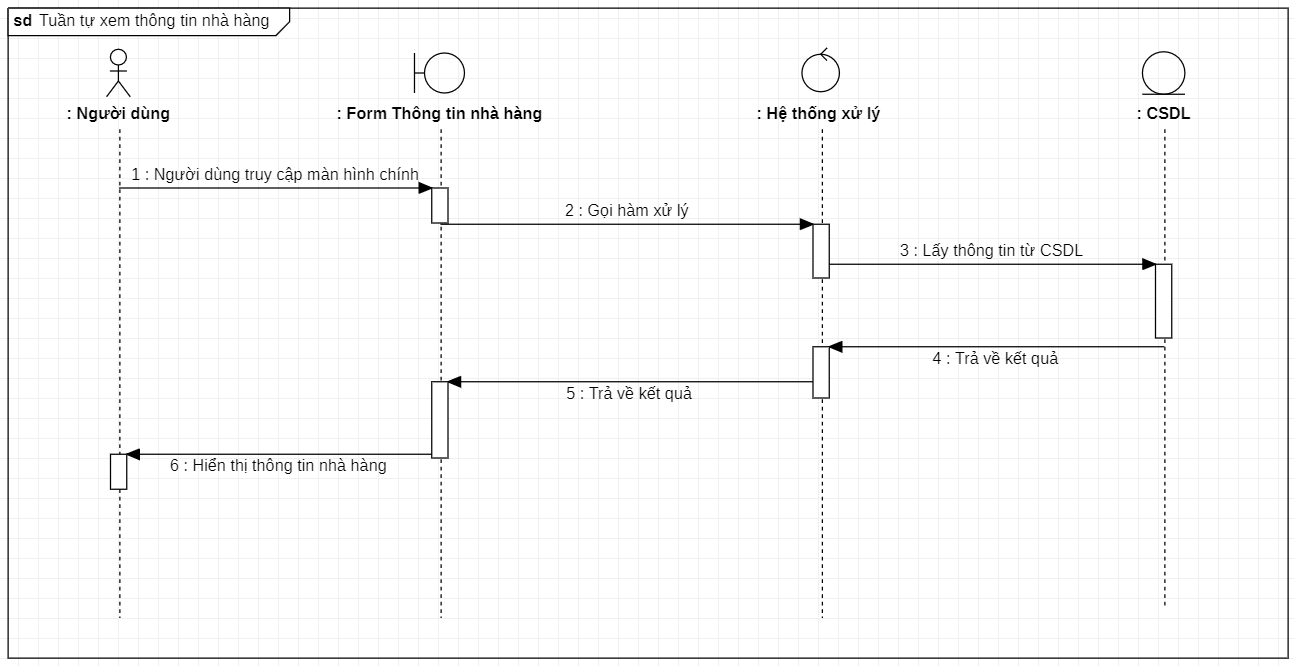 sd Tuần tự xem thông tin nhà hàng
: Người dùng
: Form Thông tin nhà hàng
: Hệ thống xử lý
: CSDL
1 : Người dùng truy cập màn hình chính
2 : Gọi hàm xử lý
3 : Lấy thông tin từ CSDL
4 : Trả về kết quả
5 : Trả về kết quả
6 : Hiển thị thông tin nhà hàng